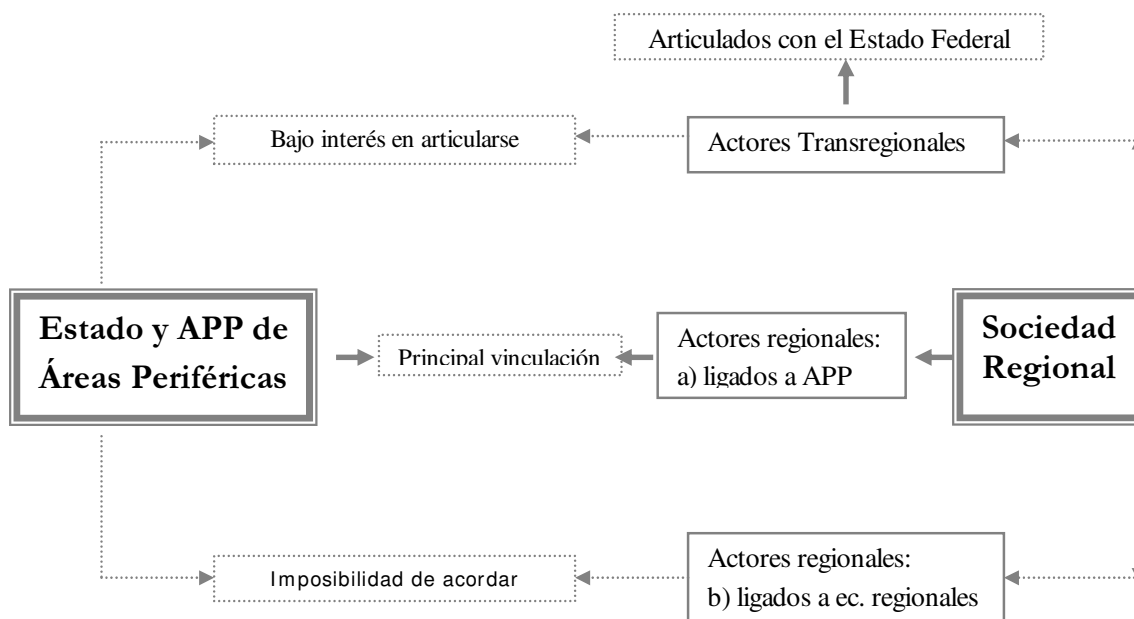 Articulados con el Estado Federal
Bajo interés en articularse
Actores Transregionales
Estado y APP de
Áreas Periféricas
Principal vinculación
Actores regionales:
a) ligados a APP
Sociedad
Regional
Imposibilidad de acordar
Actores regionales:
b) ligados a ec. regionales